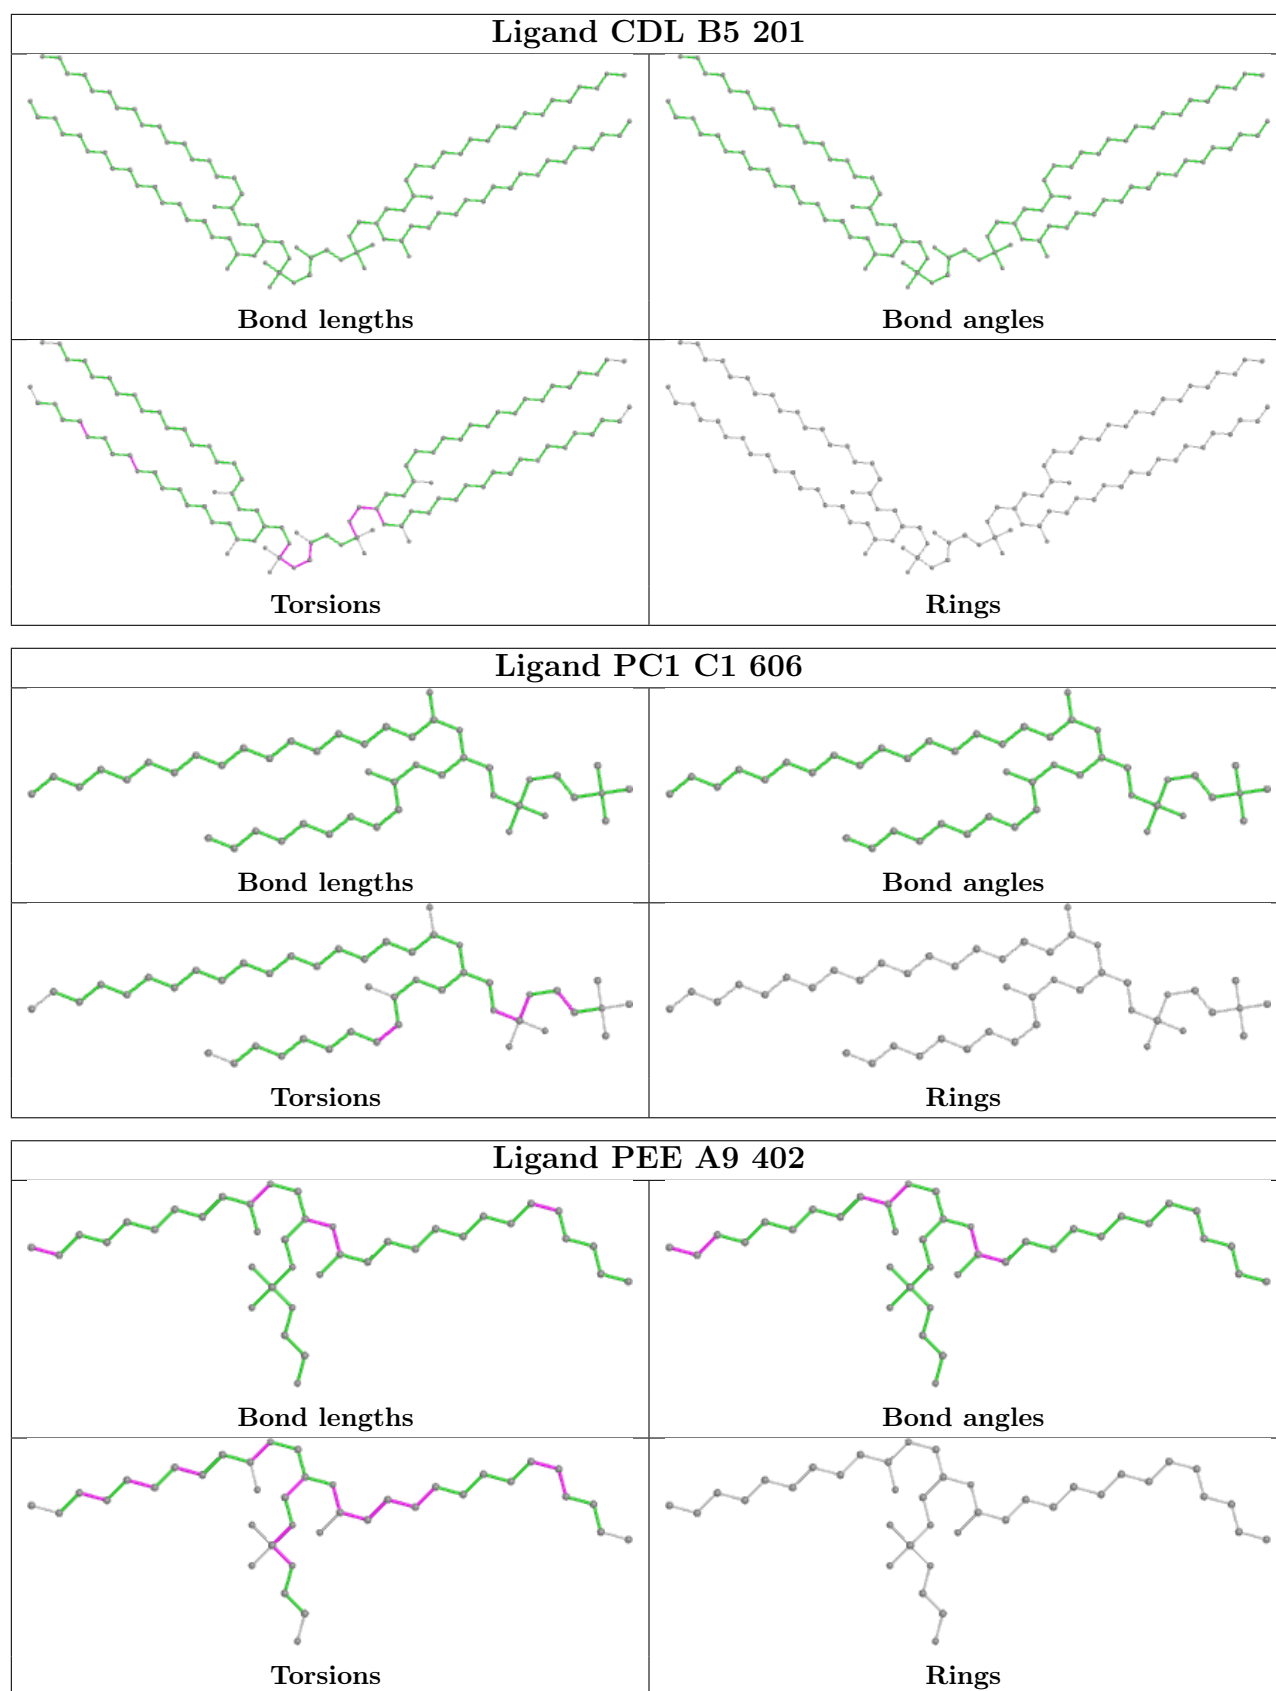 Ligand CDL B5 201
Bond lengths
Bond angles
Torsions
Rings
Ligand PC1 C1 606
Bond lengths
Bond angles
Torsions
Rings
Ligand PEE A9 402
Bond lengths
Bond angles
Torsions
Rings